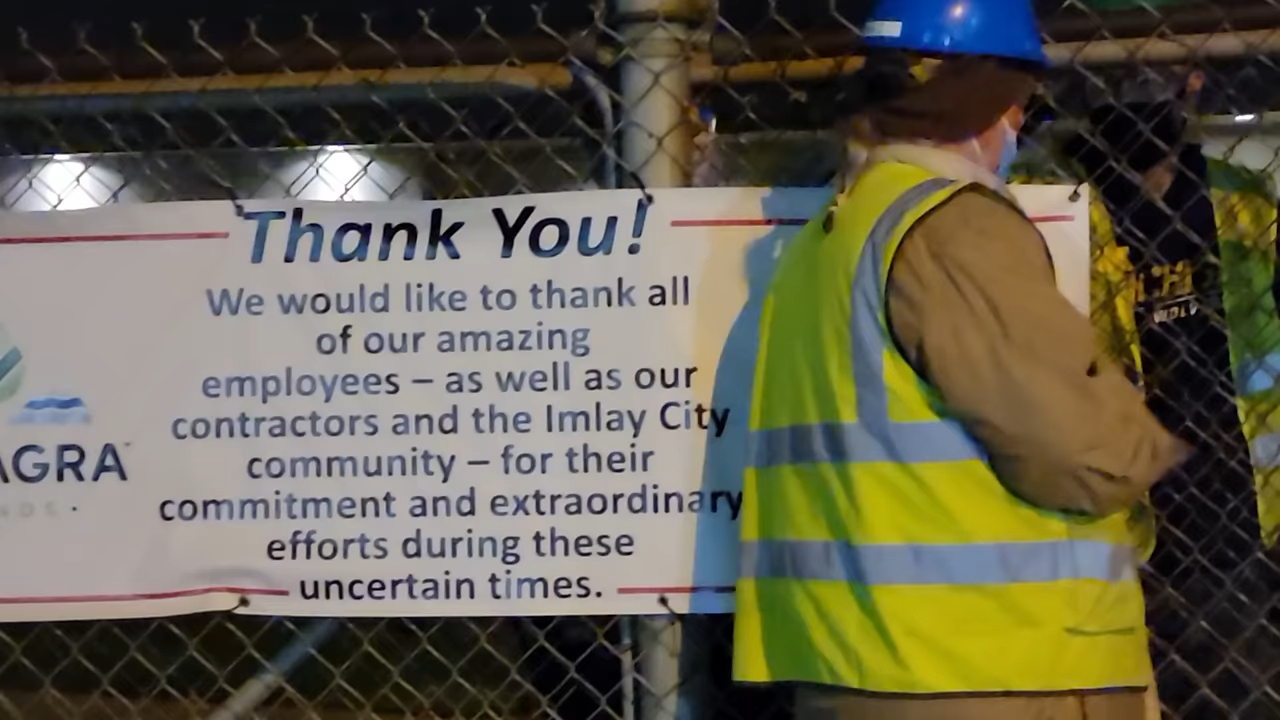 Thank You!
We would like to thank all
of our amazing
employees – as well as our
contractors and the Imlay City
community – for their
commitment and extraordinary
efforts during these
uncertain times.
AGRA